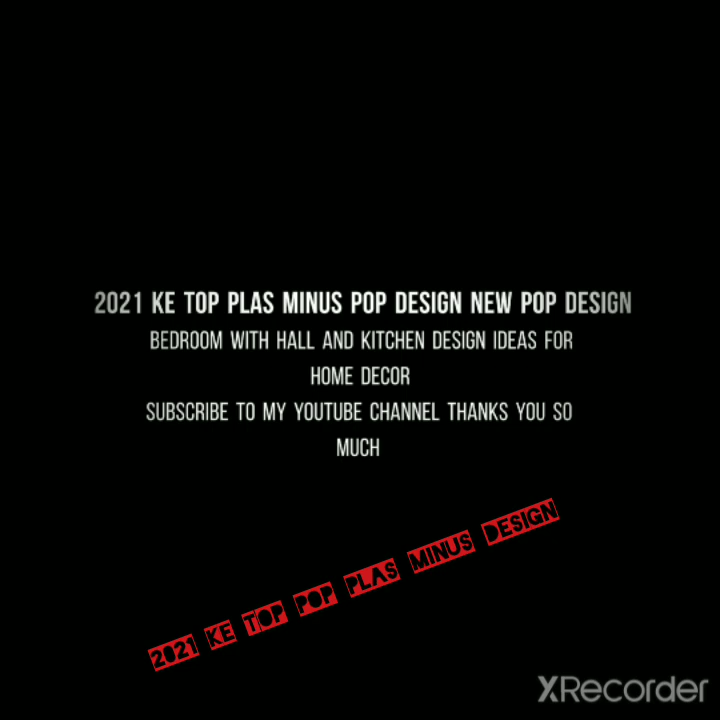 2021 KE TOP PLAS MINUS POP DESIGN NEW POP DESIGN
BEDROOM WITH HALL AND KITCHEN DESIGN IDEAS FOR
HOME DECOR
SUBSCRIBE TO MY YOUTUBE CHANNEL THANKS YOU SO
MUCH
2021 KE TOP POP PLAS MINUS DESIGN
XRecorder